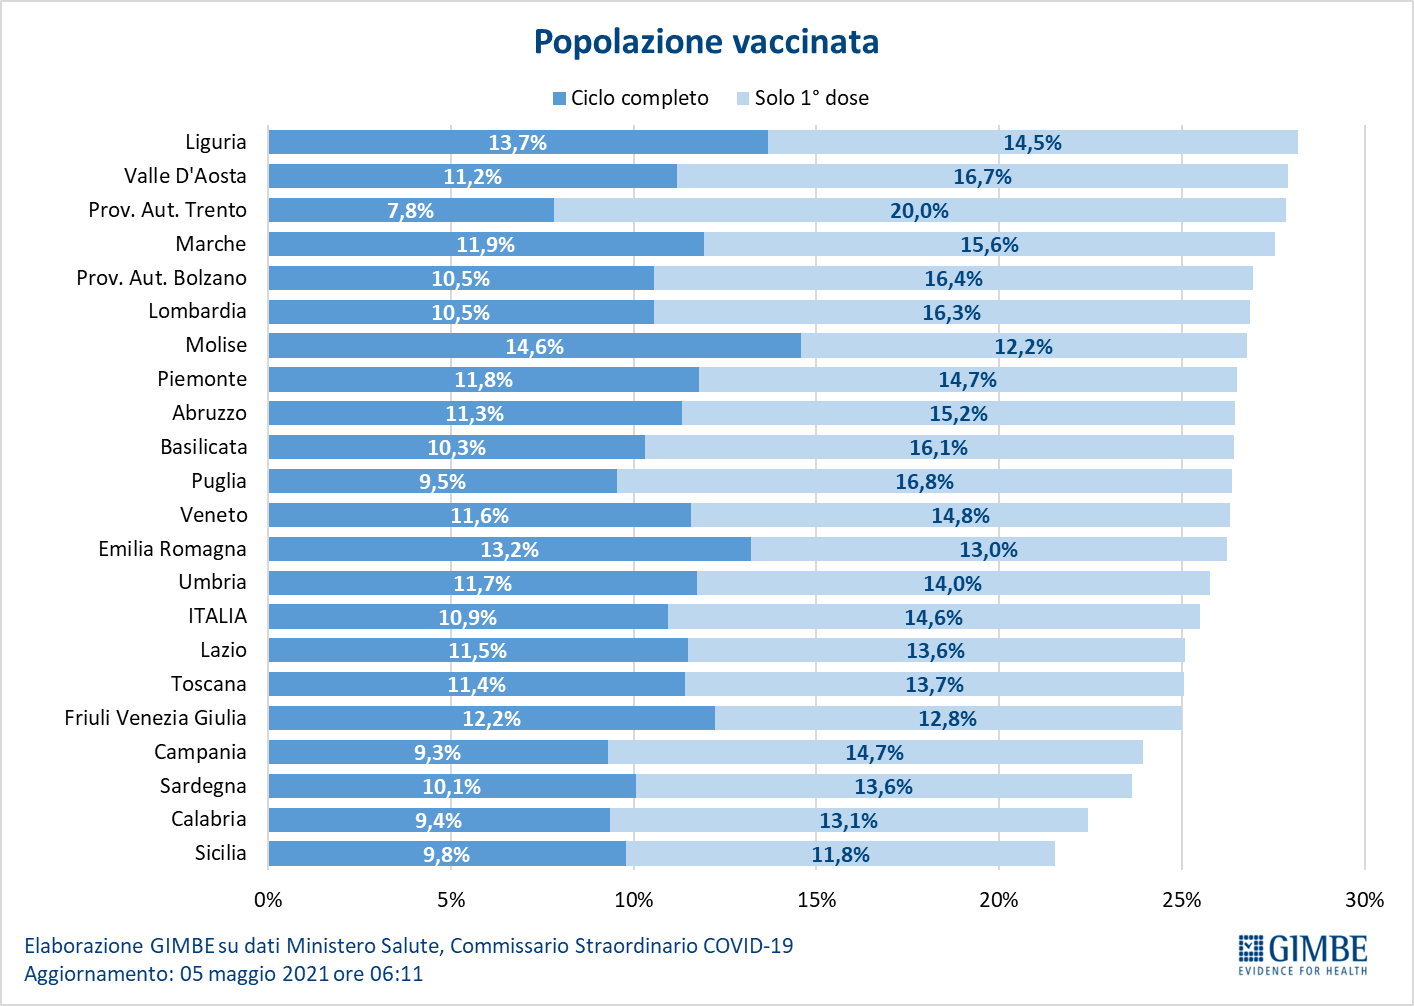 Popolazione vaccinata
Ciclo completo Solo 1° dose
Liguria 13,7% 14,5%
Valle D'Aosta 11,2% 16,7%
Prov. Aut. Trento 7,8% 20,0%
Marche 11,9% 15,6%
Prov. Aut. Bolzano 10,5% 16,4%
Lombardia 10,5% 16,3%
Molise 14,6% 12,2%
Piemonte 11,8% 14,7%
Abruzzo 11,3% 15,2%
Basilicata 10,3% 16,1%
Puglia 9,5% 16,8%
Veneto 11,6% 14,8%
Emilia Romagna 13,2% 13,0%
Umbria 11,7% 14,0%
ITALIA 10,9% 14,6%
Lazio 11,5% 13,6%
Toscana 11,4% 13,7%
Friuli Venezia Giulia 12,2% 12,8%
Campania 9,3% 14,7%
Sardegna 10,1% 13,6%
Calabria 9,4% 13,1%
Sicilia 9,8% 11,8%
0% 5% 10% 15% 20% 25% 30%
Elaborazione GIMBE su dati Ministero Salute, Commissario Straordinario COVID-19
Aggiornamento: 05 maggio 2021 ore 06:11
GIMBE
EVIDENCE FOR HEALTH